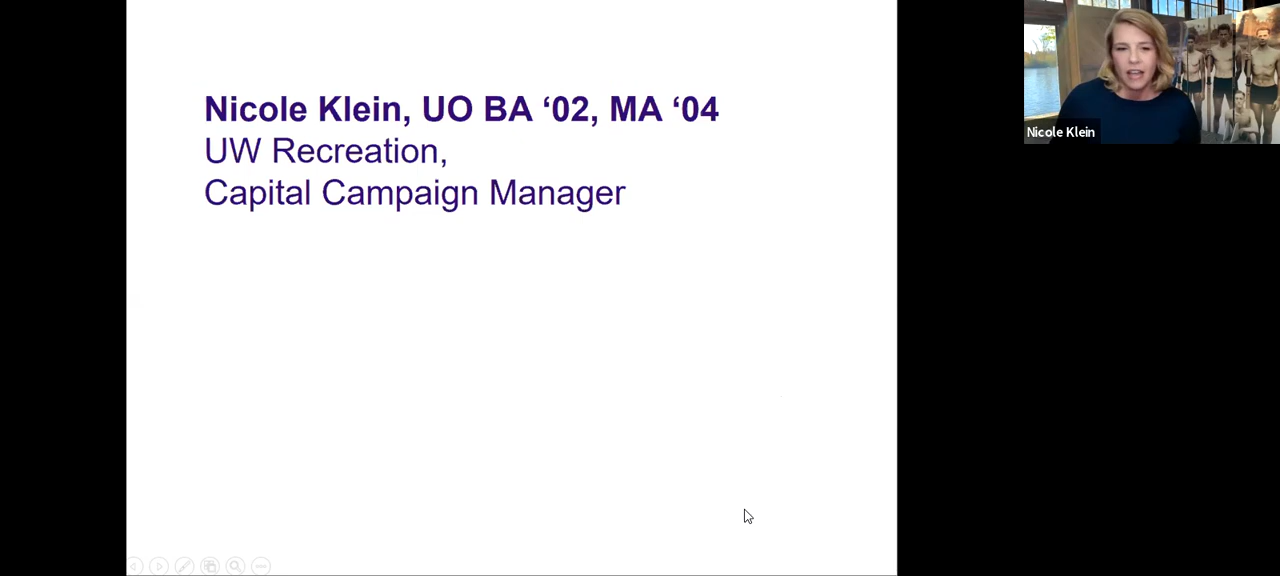 Nicole Klein, UO BA ‘02, MA ‘04
UW Recreation,
Capital Campaign Manager
Nicole Klein